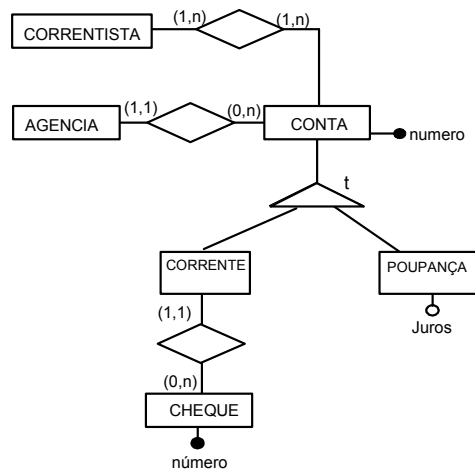 CORRENTISTA (1,n) (1,n)
AGENCIA (1,1) (0,n) CONTA numero
t
CORRENTE POUPANÇA
(1,1) Juros
(0,n)
CHEQUE
número